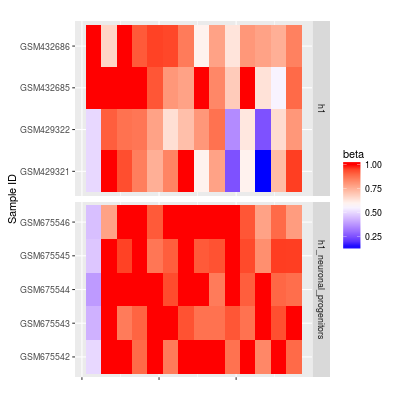 GSM432686
GSM432685
GSM429322
GSM429321
GSM675546
GSM675545
GSM675544
GSM675543
GSM675542
Sample ID
h1
h1_neuronal_progenitors
beta
1.00
0.75
0.50
0.25